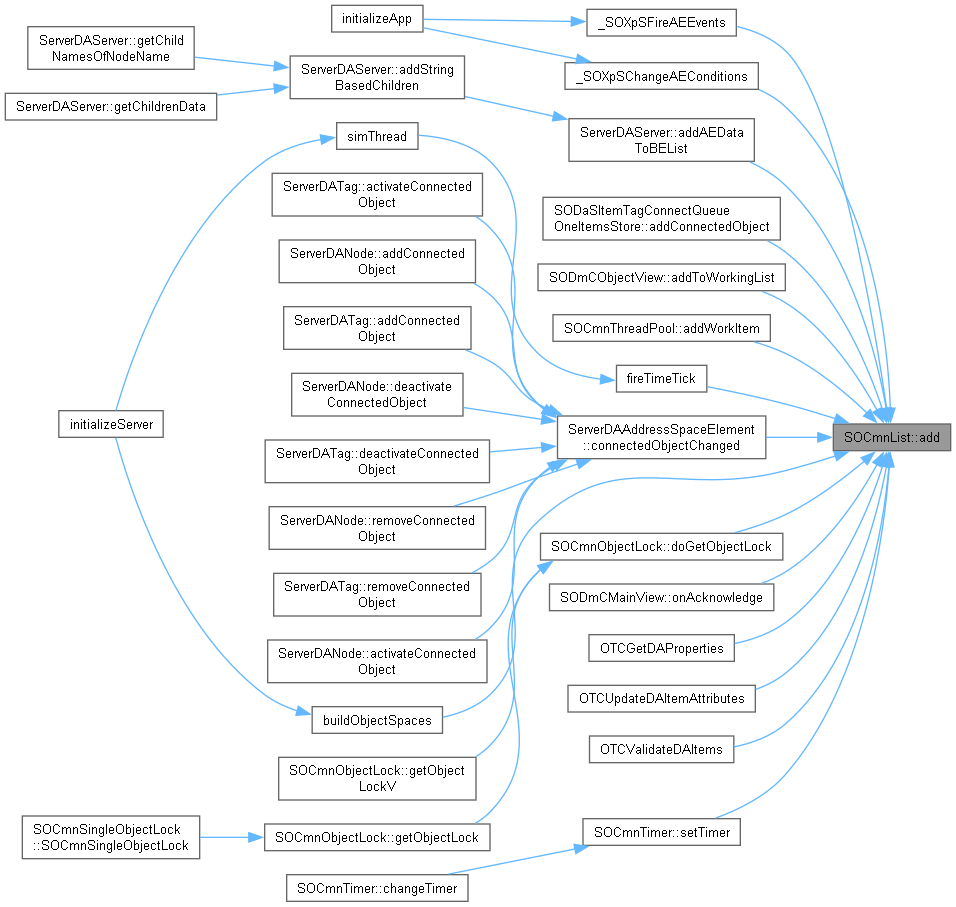 initializeApp
_SOXpSFireAEEvents
ServerDAServer::getChild
NamesOfNodeName
ServerDAServer::addString
BasedChildren
_SOXpSChangeAEConditions
ServerDAServer::getChildrenData
simThread
ServerDAServer::addAEData
ToBEList
ServerDATag::activateConnected
Object
SODaSItemTagConnectQueue
OneItemsStore::addConnectedObject
ServerDANode::addConnected
Object
SODmCObjectView::addToWorkingList
ServerDATag::addConnected
Object
SOCmnThreadPool::addWorkItem
ServerDANode::deactivate
ConnectedObject
fireTimeTick
initializeServer
ServerDAAddressSpaceElement
::connectedObjectChanged
SOCmnList::add
ServerDATag::deactivateConnected
Object
ServerDANode::removeConnected
Object
SOCmnObjectLock::doGetObjectLock
ServerDATag::removeConnected
Object
SODmCMainView::onAcknowledge
ServerDANode::activateConnected
Object
OTCGetDAProperties
OTCUpdateDAItemAttributes
buildObjectSpaces
OTCValidateDAItems
SOCmnObjectLock::getObject
LockV
SOCmnSingleObjectLock
::SOCmnSingleObjectLock
SOCmnObjectLock::getObjectLock
SOCmnTimer::setTimer
SOCmnTimer::changeTimer